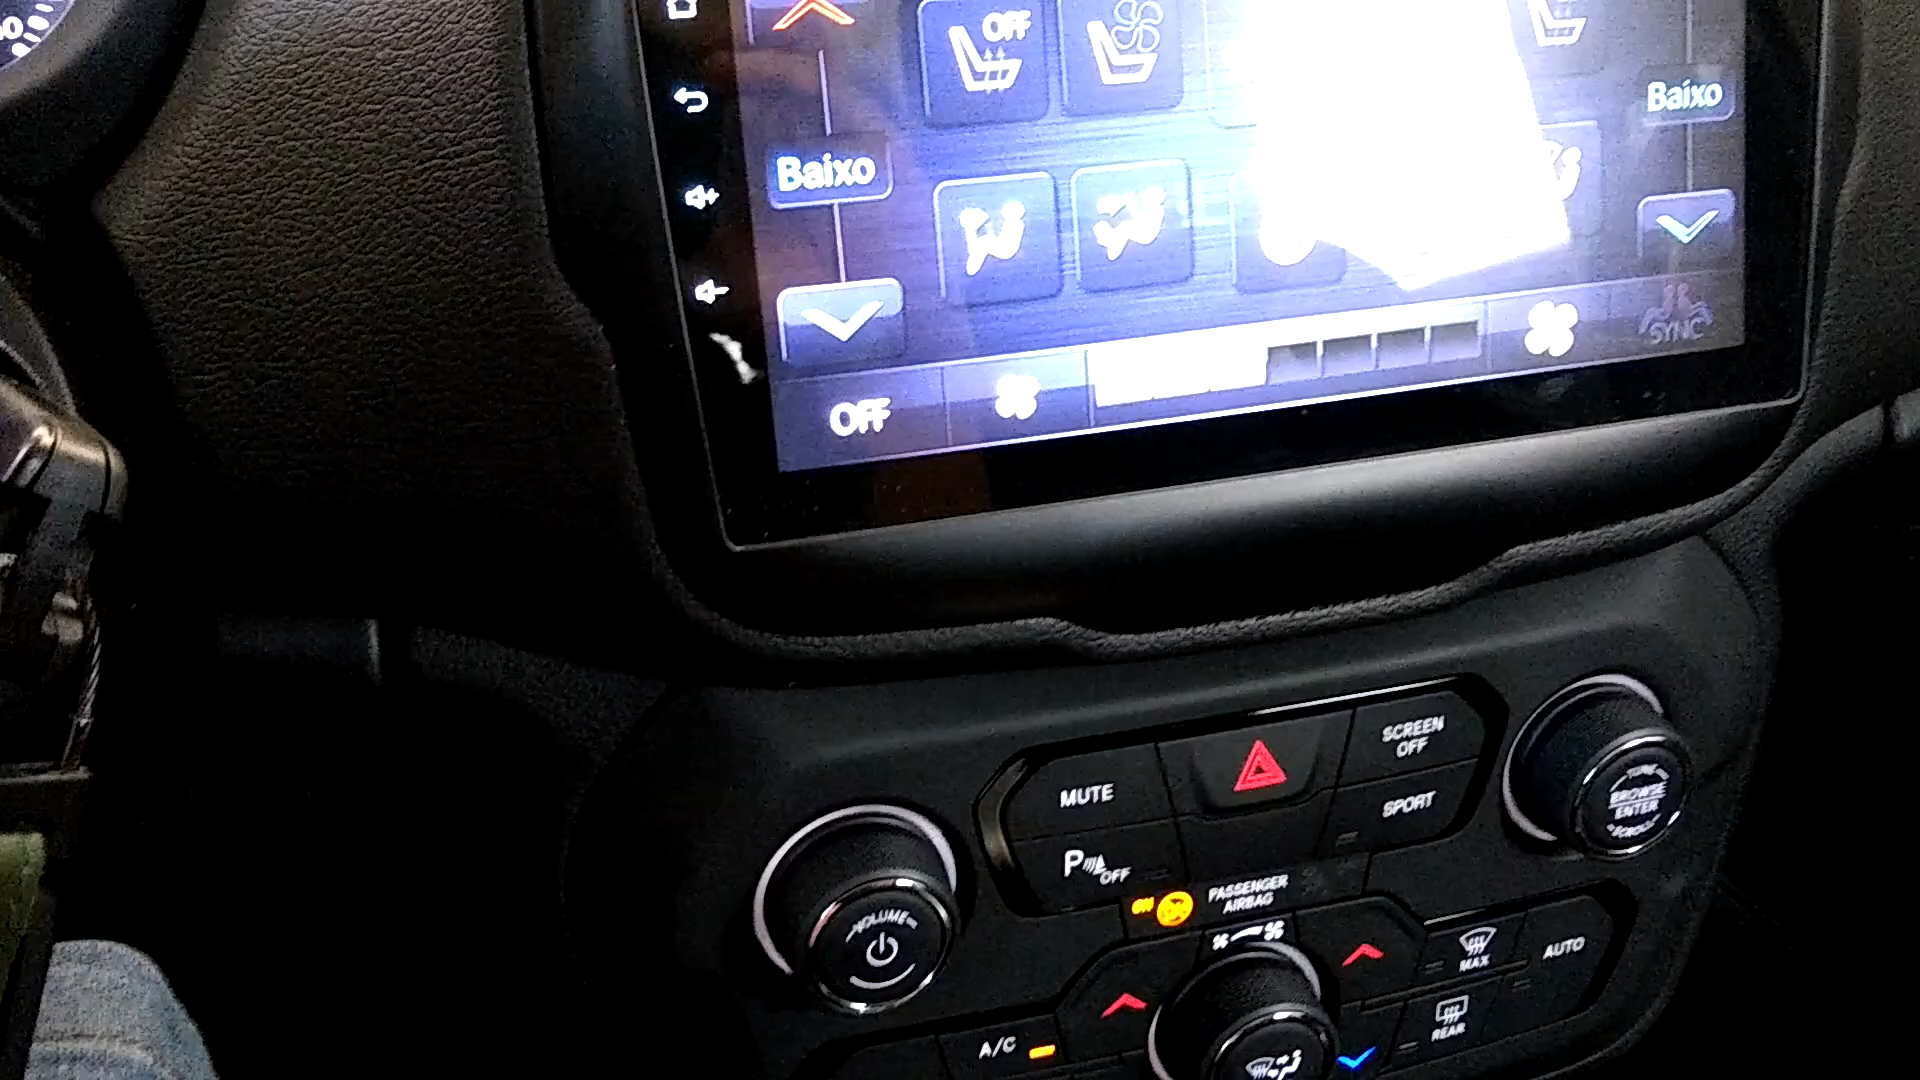 OFF
Baixo
Baixo
OFF
SYNC
MUTE
SCREEN
OFF
SPORT
P OFF
TUNE
BROWSE
ENTER
SCROLL
PASSENGER
AIRBAG
VOLUME
MAX
AUTO
REAR
A/C